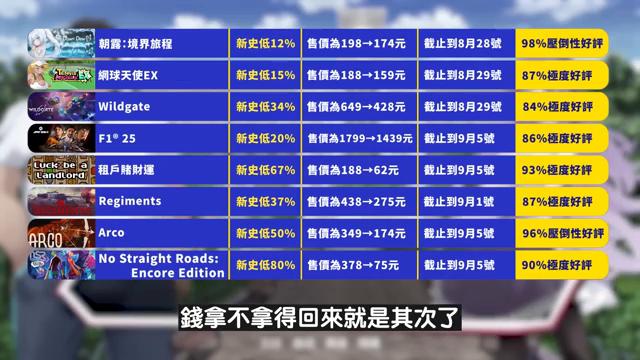 朝露：境界旅程 新史低12% 售價為198→174元 截止到8月28號 98%壓倒性好評
網球天使EX 新史低15% 售價為188→159元 截止到8月29號 87%極度好評
Wildgate 新史低34% 售價為649→428元 截止到8月29號 84%極度好評
F1® 25 新史低20% 售價為1799→1439元 截止到9月5號 86%極度好評
Luck be a
Landlord
租戶賭財運 新史低67% 售價為188→62元 截止到9月5號 93%極度好評
Regiments 新史低37% 售價為438→275元 截止到9月1號 87%極度好評
ARCO
Arco 新史低50% 售價為349→174元 截止到9月5號 96%壓倒性好評
No Straight Roads:
Encore Edition 新史低80% 售價為378→75元 截止到9月5號 90%極度好評
錢拿不拿得回來就是其次了